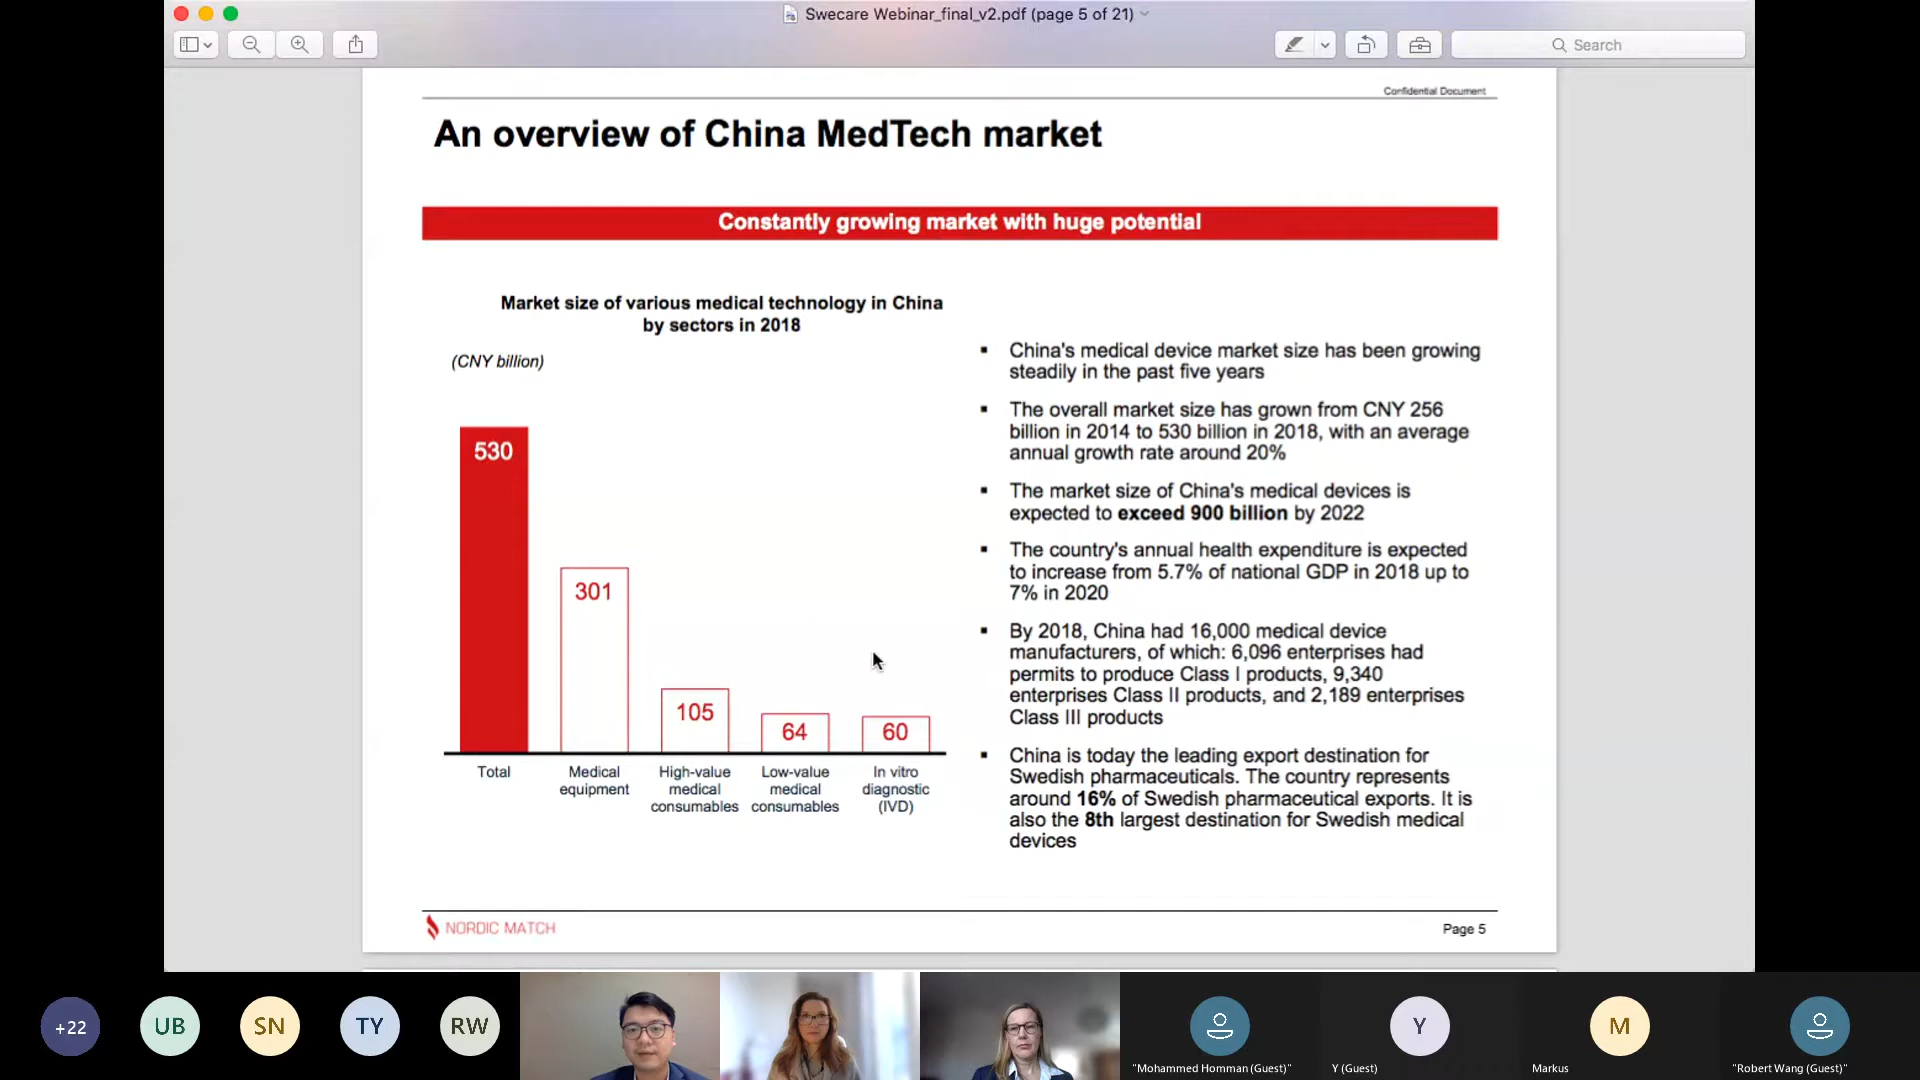 Swecare Webinar_final_v2.pdf (page 5 of 21)
Search
Confidential Document
An overview of China MedTech market
Constantly growing market with huge potential
Market size of various medical technology in China
by sectors in 2018
(CNY billion)
530
301
105
64
60
Total
Medical
equipment
High-value
medical
consumables
Low-value
medical
consumables
In vitro
diagnostic
(IVD)
▪ China's medical device market size has been growing
steadily in the past five years
▪ The overall market size has grown from CNY 256
billion in 2014 to 530 billion in 2018, with an average
annual growth rate around 20%
▪ The market size of China's medical devices is
expected to exceed 900 billion by 2022
▪ The country's annual health expenditure is expected
to increase from 5.7% of national GDP in 2018 up to
7% in 2020
▪ By 2018, China had 16,000 medical device
manufacturers, of which: 6,096 enterprises had
permits to produce Class I products, 9,340
enterprises Class II products, and 2,189 enterprises
Class III products
▪ China is today the leading export destination for
Swedish pharmaceuticals. The country represents
around 16% of Swedish pharmaceutical exports. It is
also the 8th largest destination for Swedish medical
devices
NORDIC MATCH
Page 5
+22
UB
SN
TY
RW
Y
M
"Mohammed Homman (Guest)"
Y (Guest)
Markus
"Robert Wang (Guest)"